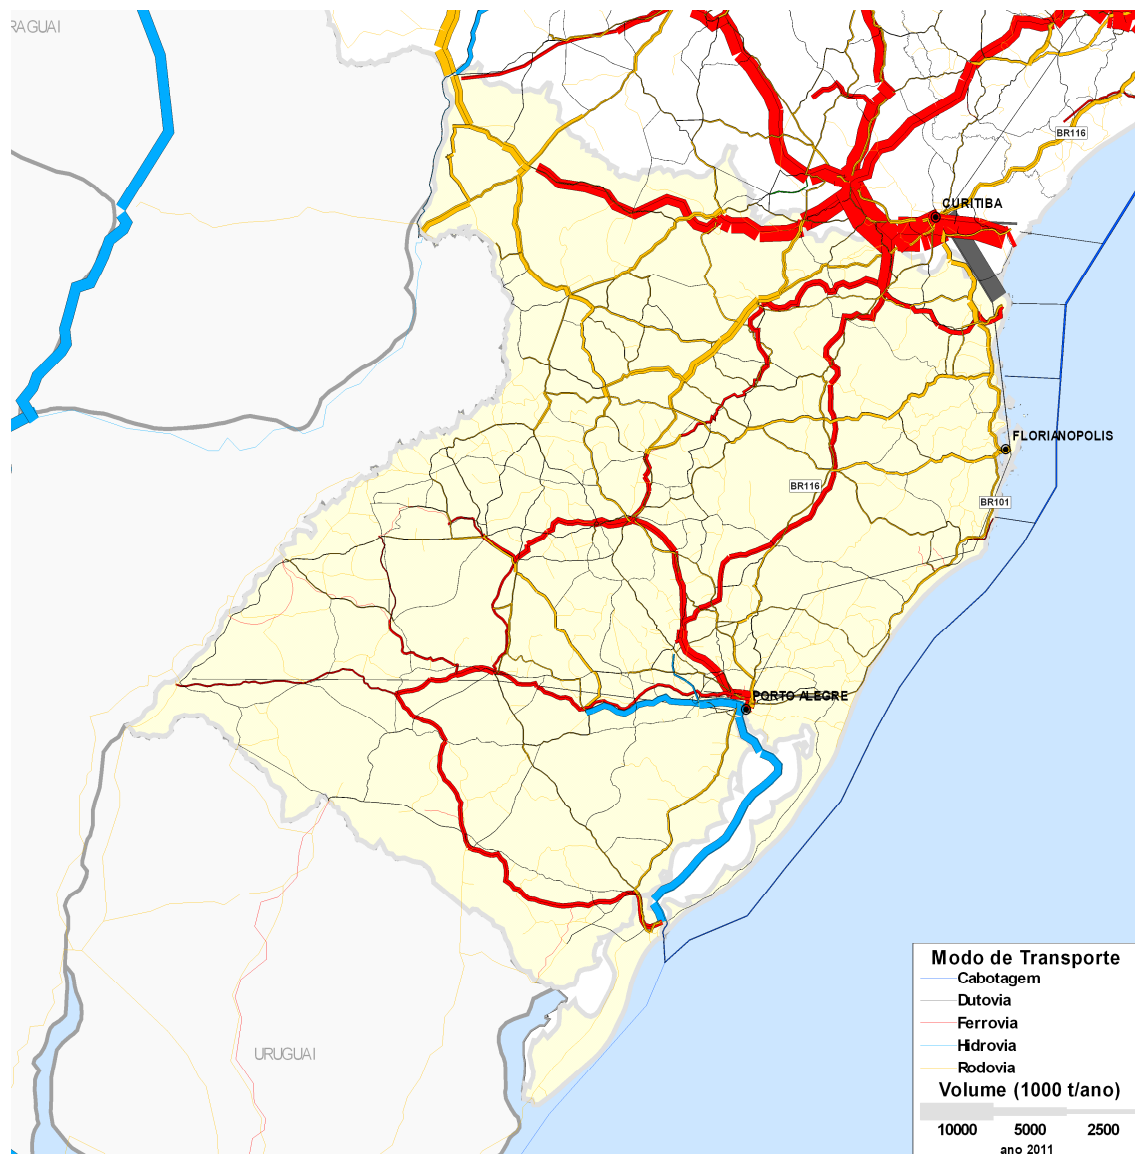 RAGUAI
BR116
CURITIBA
FLORIANOPOLIS
BR116
BR101
PORTO ALEGRE
URUGUAI
Modo de Transporte
Cabotagem
Dutovia
Ferrovia
Hidrovia
Rodovia
Volume (1000 t/ano)
10000 5000 2500
ano 2011